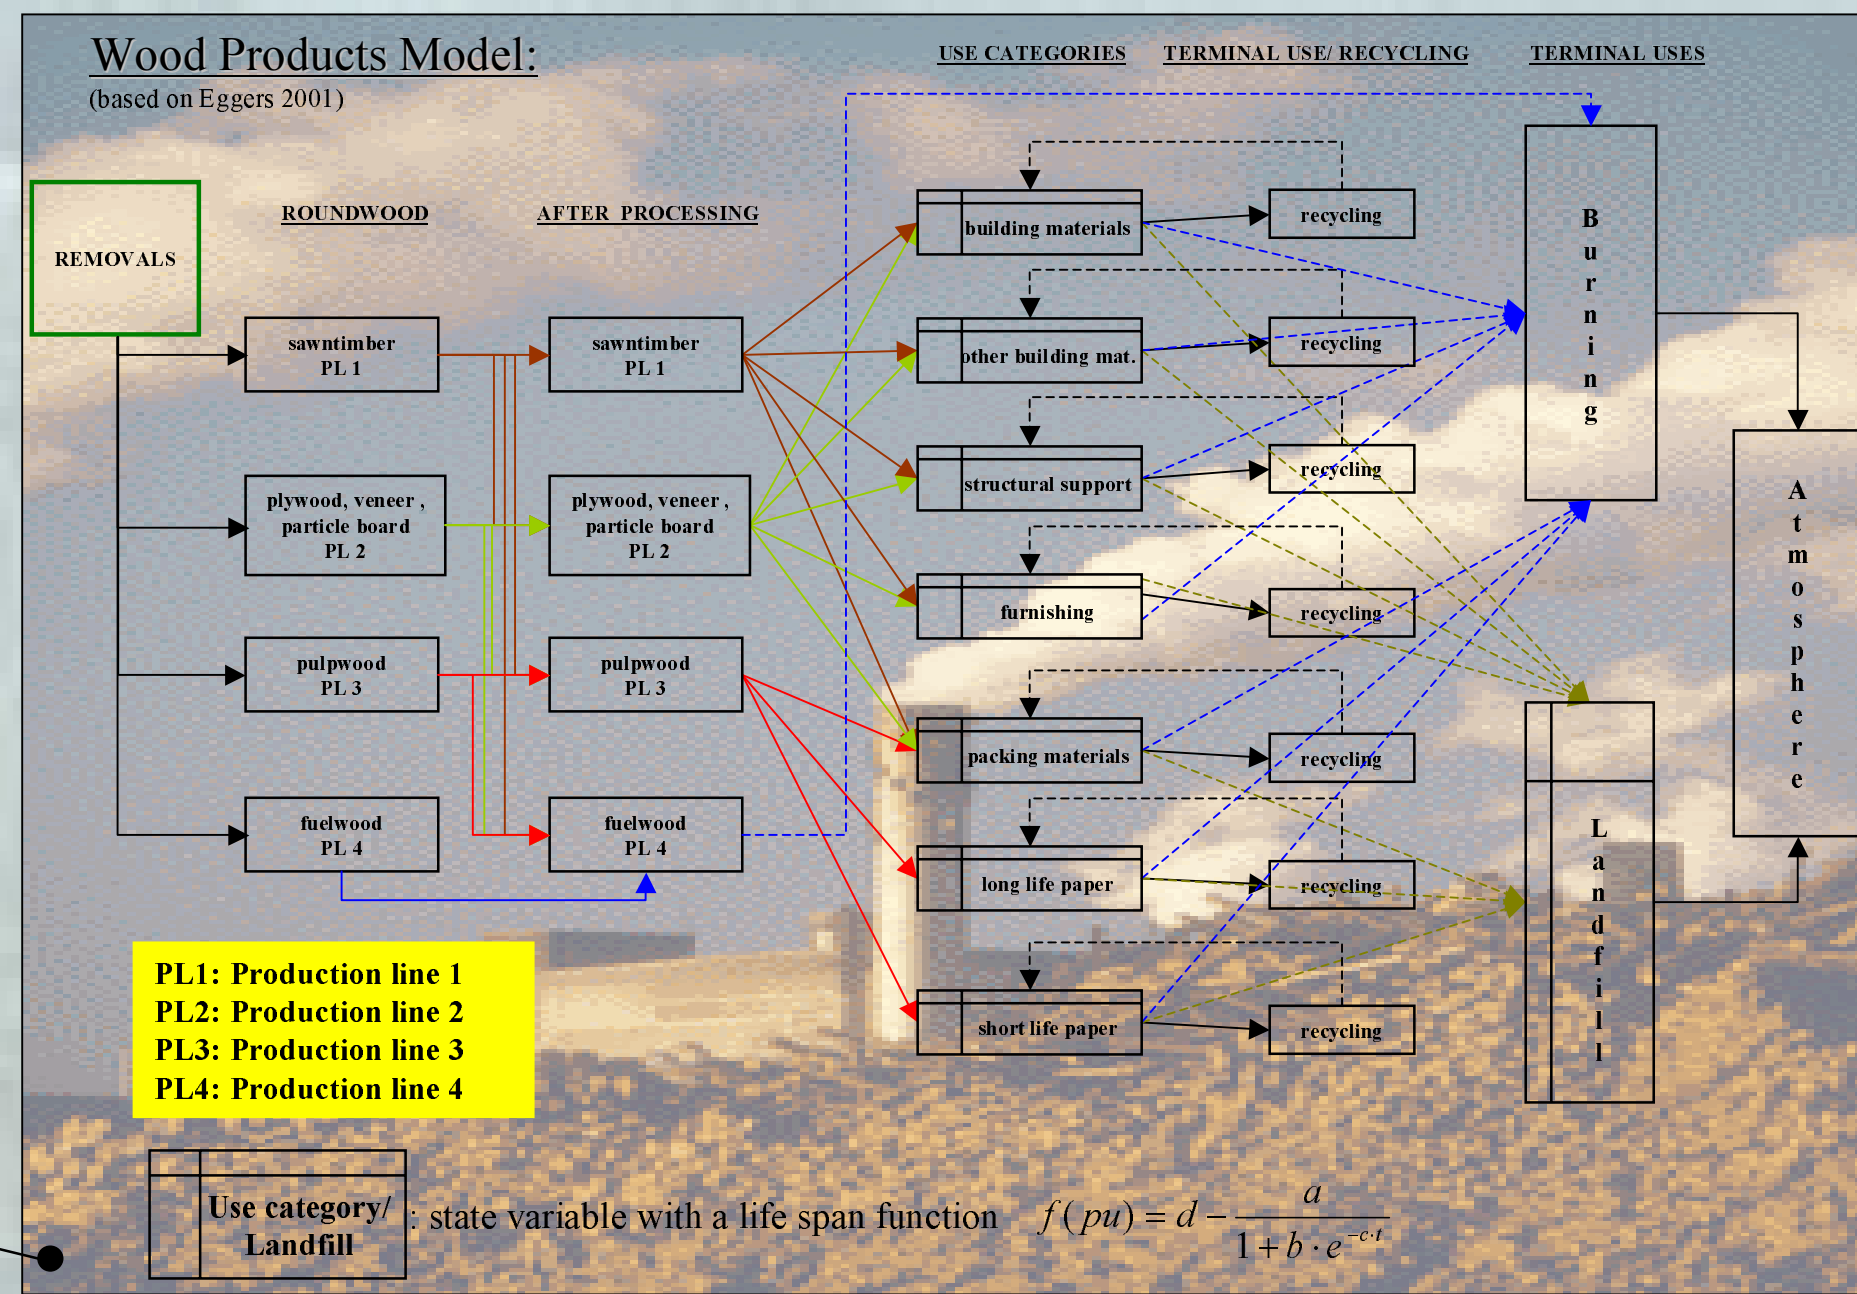 Wood Products Model:
(based on Eggers 2001)
USE CATEGORIES
TERMINAL USE/ RECYCLING
TERMINAL USES
REMOVALS
ROUNDWOOD
AFTER PROCESSING
sawntimber
PL 1
plywood, veneer ,
particle board
PL 2
pulpwood
PL 3
fuelwood
PL 4
sawntimber
PL 1
plywood, veneer ,
particle board
PL 2
pulpwood
PL 3
fuelwood
PL 4
building materials
other building mat.
structural support
furnishing
packing materials
long life paper
short life paper
recycling
recycling
recycling
recycling
recycling
recycling
recycling
Burning
Landfill
Atmosphere
PL1: Production line 1
PL2: Production line 2
PL3: Production line 3
PL4: Production line 4
Use category/
Landfill
: state variable with a life span function f(pu) = d − a / (1 + b · e^{−c·t})